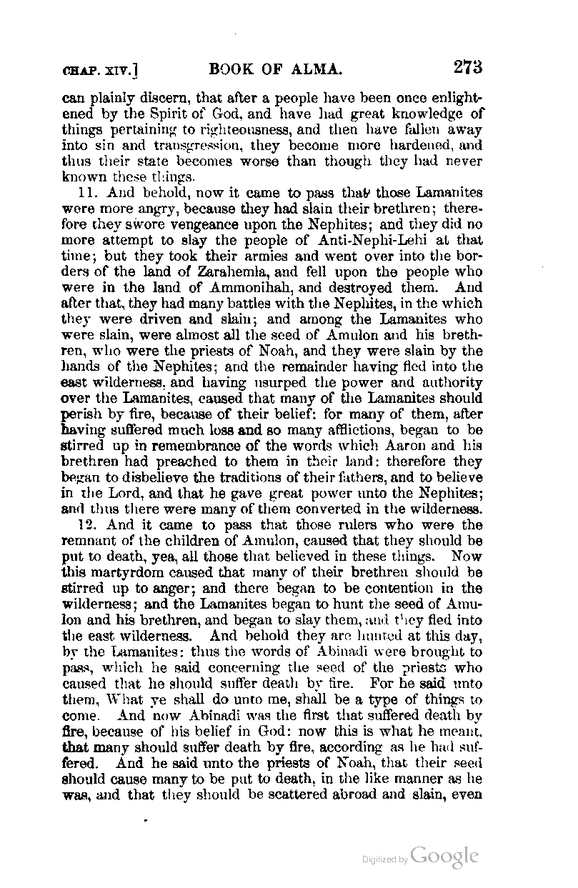 CHAP. XIV.] BOOK OF ALMA. 273
can plainly discern, that after a people have been once enlight-
ened by the Spirit of God, and have had great knowledge of
things pertaining to righteousness, and then have fallen away
into sin and transgression, they become more hardened, and
thus their state becomes worse than though they had never
known these things.
11. And behold, now it came to pass that those Lamanites
were more angry, because they had slain their brethren; there-
fore they swore vengeance upon the Nephites; and they did no
more attempt to slay the people of Anti-Nephi-Lehi at that
time; but they took their armies and went over into the bor-
ders of the land of Zarahemla, and fell upon the people who
were in the land of Ammonihah, and destroyed them. And
after that, they had many battles with the Nephites, in the which
they were driven and slain; and among the Lamanites who
were slain, were almost all the seed of Amulon and his breth-
ren, who were the priests of Noah, and they were slain by the
hands of the Nephites; and the remainder having fled into the
east wilderness, and having usurped the power and authority
over the Lamanites, caused that many of the Lamanites should
perish by fire, because of their belief: for many of them, after
having suffered much loss and so many afflictions, began to be
stirred up in remembrance of the words which Aaron and his
brethren had preached to them in their land: therefore they
began to disbelieve the traditions of their fathers, and to believe
in the Lord, and that he gave great power unto the Nephites;
and thus there were many of them converted in the wilderness.
12. And it came to pass that those rulers who were the
remnant of the children of Amulon, caused that they should be
put to death, yea, all those that believed in these things. Now
this martyrdom caused that many of their brethren should be
stirred up to anger; and there began to be contention in the
wilderness; and the Lamanites began to hunt the seed of Amu-
lon and his brethren, and began to slay them, and they fled into
the east wilderness. And behold they are hunted at this day,
by the Lamanites: thus the words of Abinadi were brought to
pass, which he said concerning the seed of the priests who
caused that he should suffer death by fire. For he said unto
them, What ye shall do unto me, shall be a type of things to
come. And now Abinadi was the first that suffered death by
fire, because of his belief in God: now this is what he meant,
that many should suffer death by fire, according as he had suf-
fered. And he said unto the priests of Noah, that their seed
should cause many to be put to death, in the like manner as he
was, and that they should be scattered abroad and slain, even
Digitized by Google